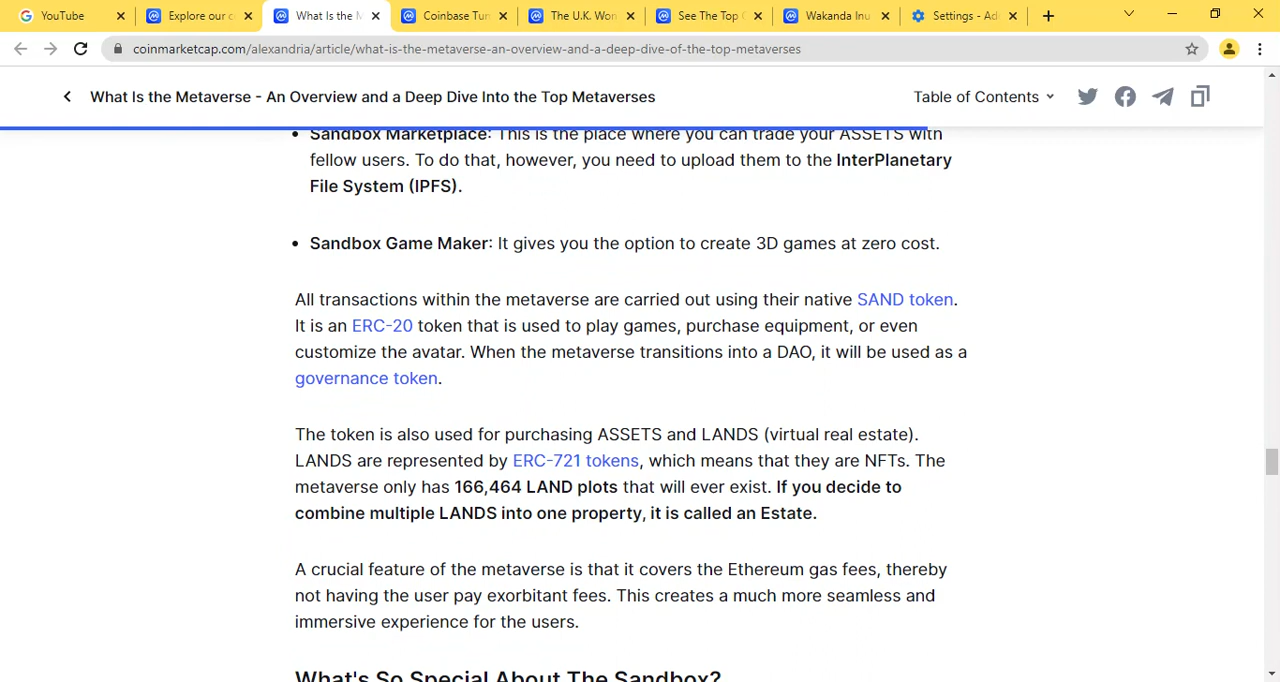 YouTube
Explore our c
What Is the M
Coinbase Tur
The U.K. Won
See The Top
Wakanda Inu
Settings - Ad
coinmarketcap.com/alexandria/article/what-is-the-metaverse-an-overview-and-a-deep-dive-of-the-top-metaverses
What Is the Metaverse - An Overview and a Deep Dive Into the Top Metaverses
Table of Contents
• Sandbox Marketplace: This is the place where you can trade your ASSETS with
fellow users. To do that, however, you need to upload them to the InterPlanetary
File System (IPFS).
• Sandbox Game Maker: It gives you the option to create 3D games at zero cost.
All transactions within the metaverse are carried out using their native SAND token.
It is an ERC-20 token that is used to play games, purchase equipment, or even
customize the avatar. When the metaverse transitions into a DAO, it will be used as a
governance token.
The token is also used for purchasing ASSETS and LANDS (virtual real estate).
LANDS are represented by ERC-721 tokens, which means that they are NFTs. The
metaverse only has 166,464 LAND plots that will ever exist. If you decide to
combine multiple LANDS into one property, it is called an Estate.
A crucial feature of the metaverse is that it covers the Ethereum gas fees, thereby
not having the user pay exorbitant fees. This creates a much more seamless and
immersive experience for the users.
What's So Special About The Sandbox?